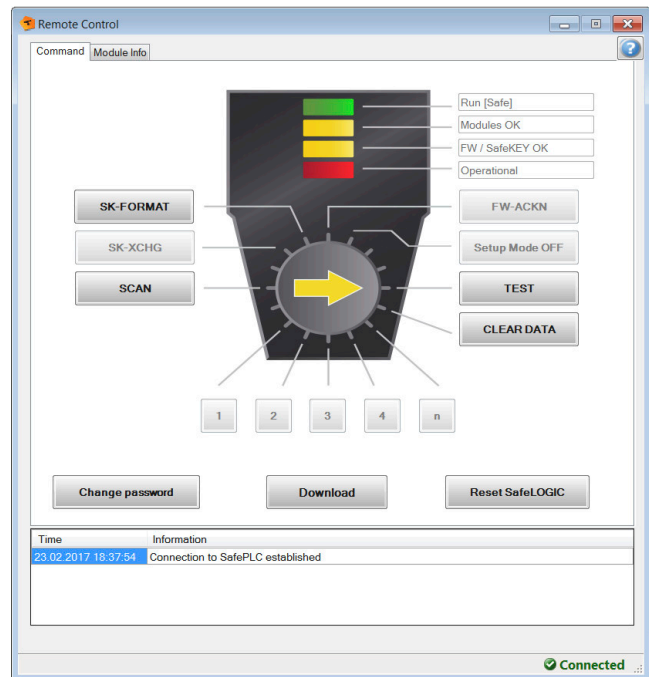 Remote Control
Command
Module Info
Run [Safe]
Modules OK
FW / SafeKEY OK
Operational
SK-FORMAT
FW-ACKN
SK-XCHG
Setup Mode OFF
SCAN
TEST
CLEAR DATA
1
2
3
4
n
Change password
Download
Reset SafeLOGIC
Time
Information
23.02.2017 18:37:54
Connection to SafePLC established
Connected